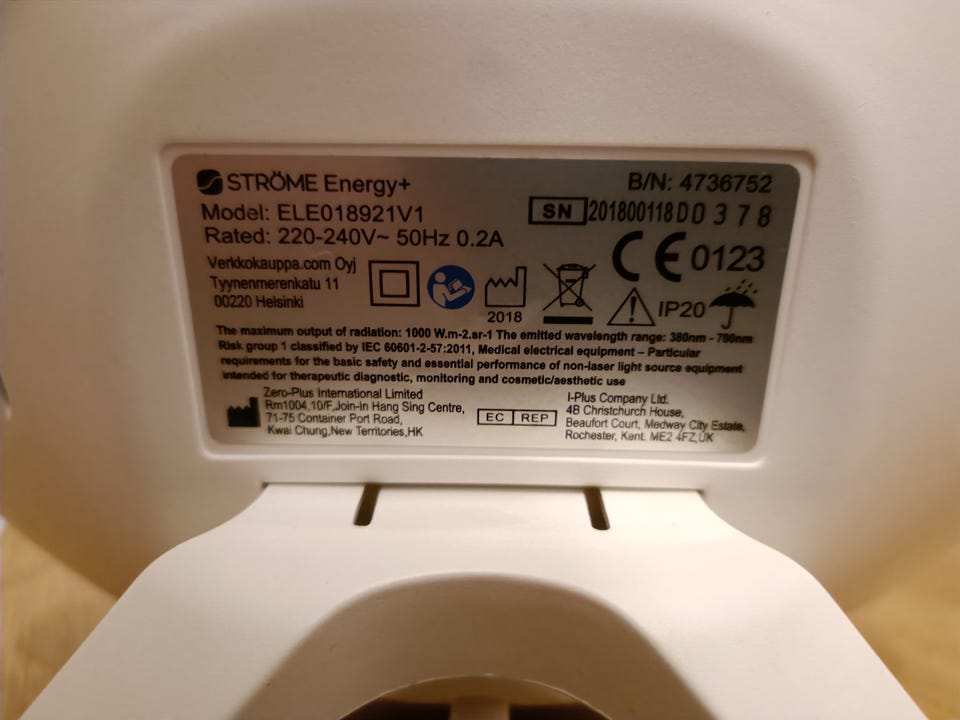 STRÖME Energy+
B/N: 4736752
Model: ELE018921V1
SN 201800118D0378
Rated: 220-240V~ 50Hz 0.2A
CE 0123
Verkkokauppa.com Oyj
Tyynenmerenkatu 11
00220 Helsinki
2018
IP20
The maximum output of radiation: 1000 W.m-2.sr-1 The emitted wavelength range: 380nm - 780nm
Risk group 1 classified by IEC 60601-2-57:2011, Medical electrical equipment – Particular
requirements for the basic safety and essential performance of non-laser light source equipment
intended for therapeutic diagnostic, monitoring and cosmetic/aesthetic use
Zero-Plus International Limited
Rm1004,10/F,Join-in Hang Sing Centre,
71-75 Container Port Road,
Kwai Chung,New Territories,HK
EC REP
I-Plus Company Ltd.
4B Christchurch House,
Beaufort Court, Medway City Estate,
Rochester, Kent. ME2 4FZ,UK